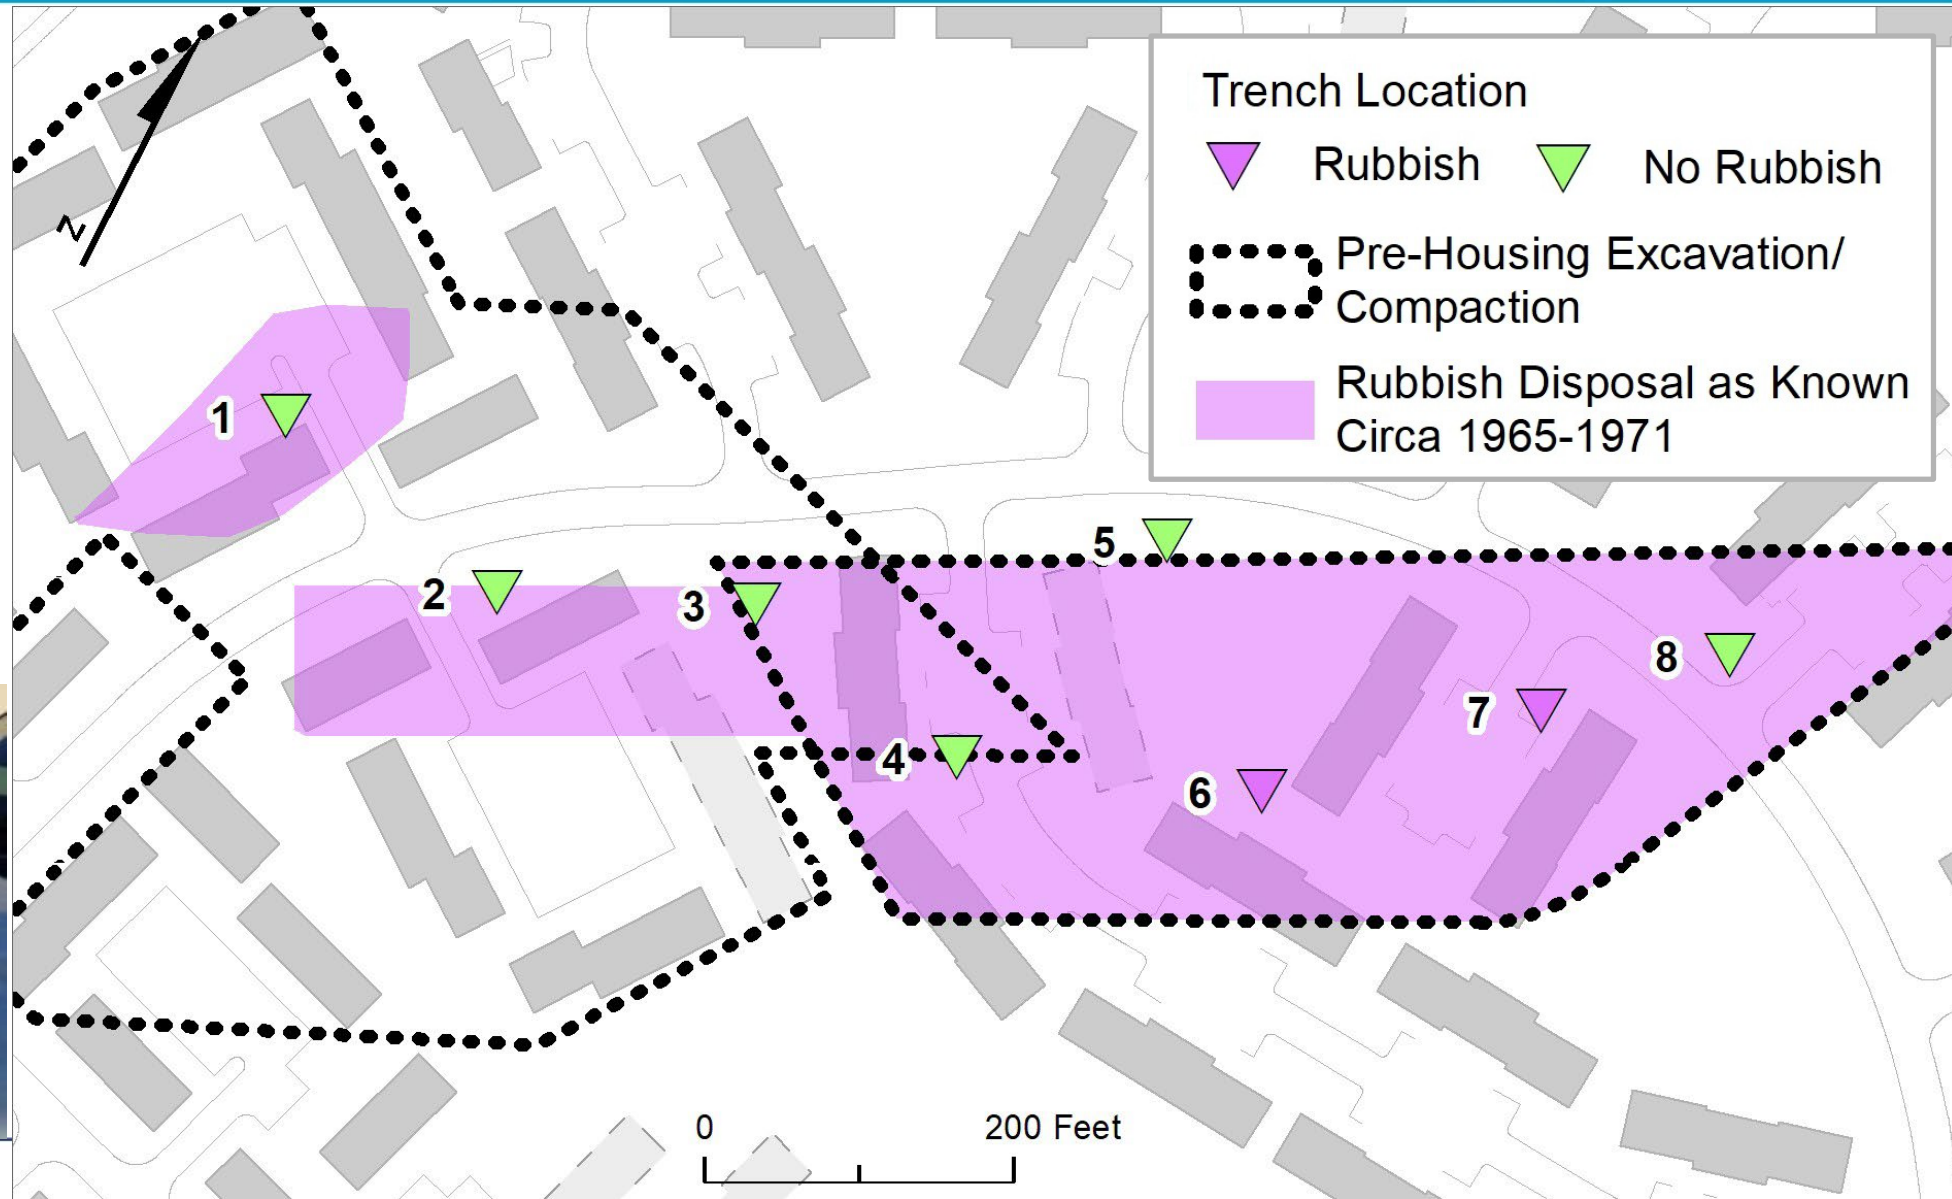 Trench Location
Rubbish
No Rubbish
Pre-Housing Excavation/
Compaction
Rubbish Disposal as Known
Circa 1965-1971
N
1
2
3
4
5
6
7
8
0 200 Feet